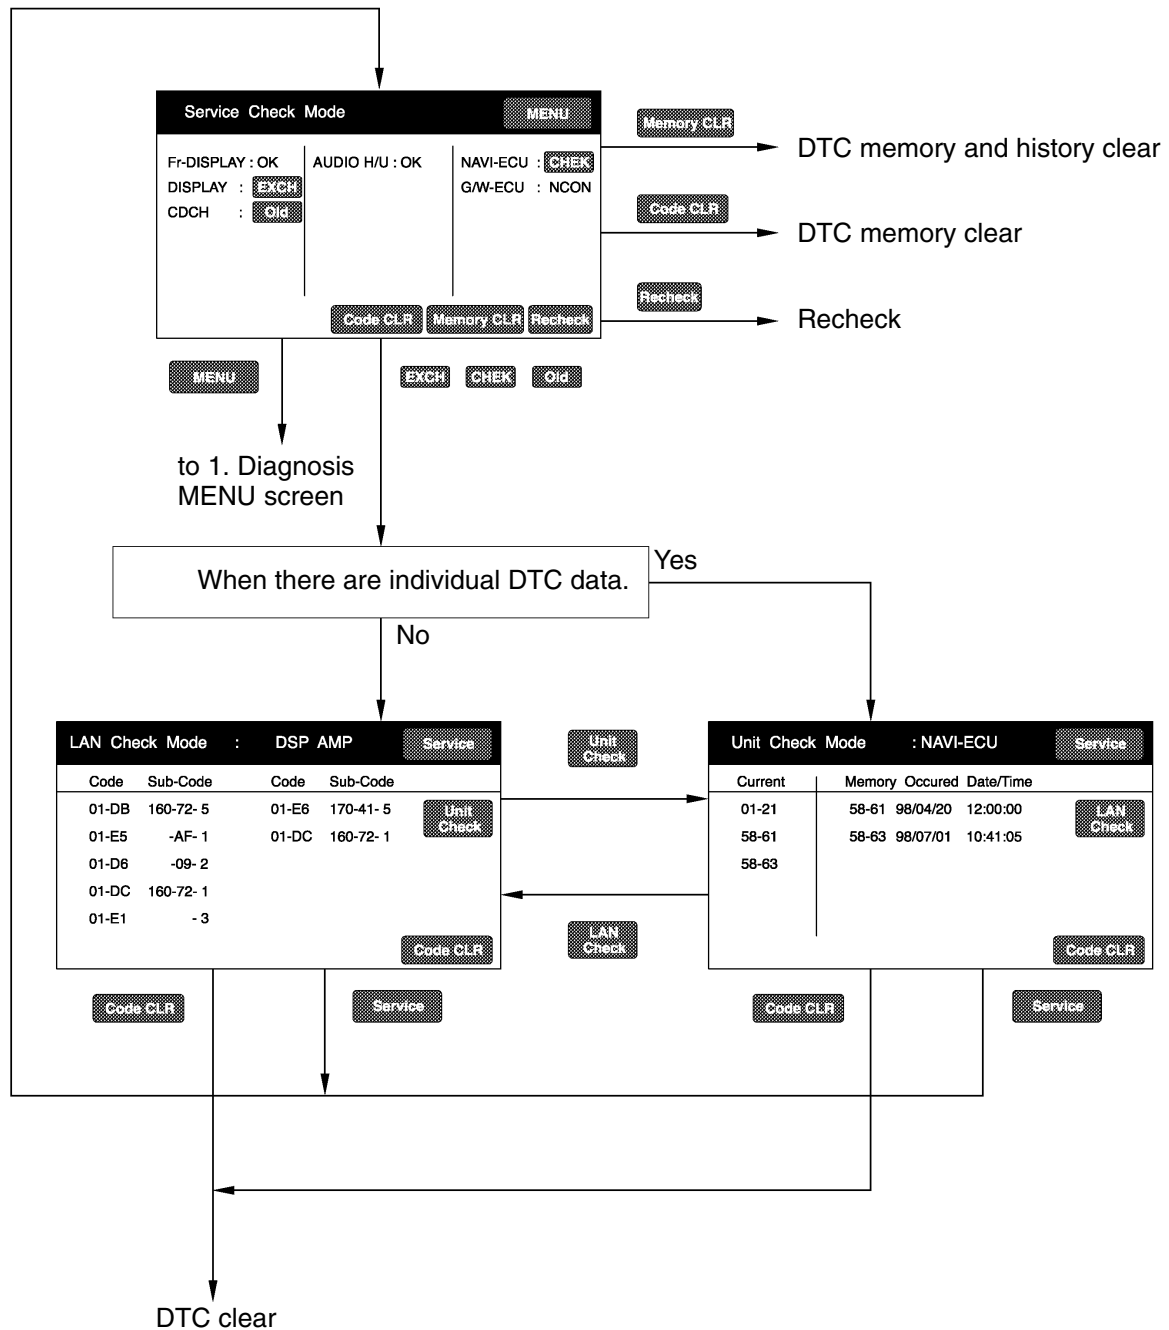 Service Check Mode MENU
Memory CLR
DTC memory and history clear
Fr-DISPLAY : OK AUDIO H/U : OK NAVI-ECU : CHEK
DISPLAY : EXCH G/W-ECU : NCON
CDCH : Old
Code CLR
DTC memory clear
Recheck
Recheck
Code CLR Memory CLR Recheck
MENU
EXCH CHEK Old
to 1. Diagnosis
MENU screen
When there are individual DTC data.
Yes
No
LAN Check Mode : DSP AMP Service
Code Sub-Code Code Sub-Code
01-DB 160-72- 5 01-E6 170-41- 5
01-E5 -AF- 1 01-DC 160-72- 1
01-D6 -09- 2
01-DC 160-72- 1
01-E1 - 3
Unit
Check
Code CLR
Unit
Check
LAN
Check
Unit Check Mode : NAVI-ECU Service
Current Memory Occured Date/Time
01-21 58-61 98/04/20 12:00:00
58-61 58-63 98/07/01 10:41:05
58-63
LAN
Check
Code CLR
Code CLR
Service
Code CLR
Service
DTC clear